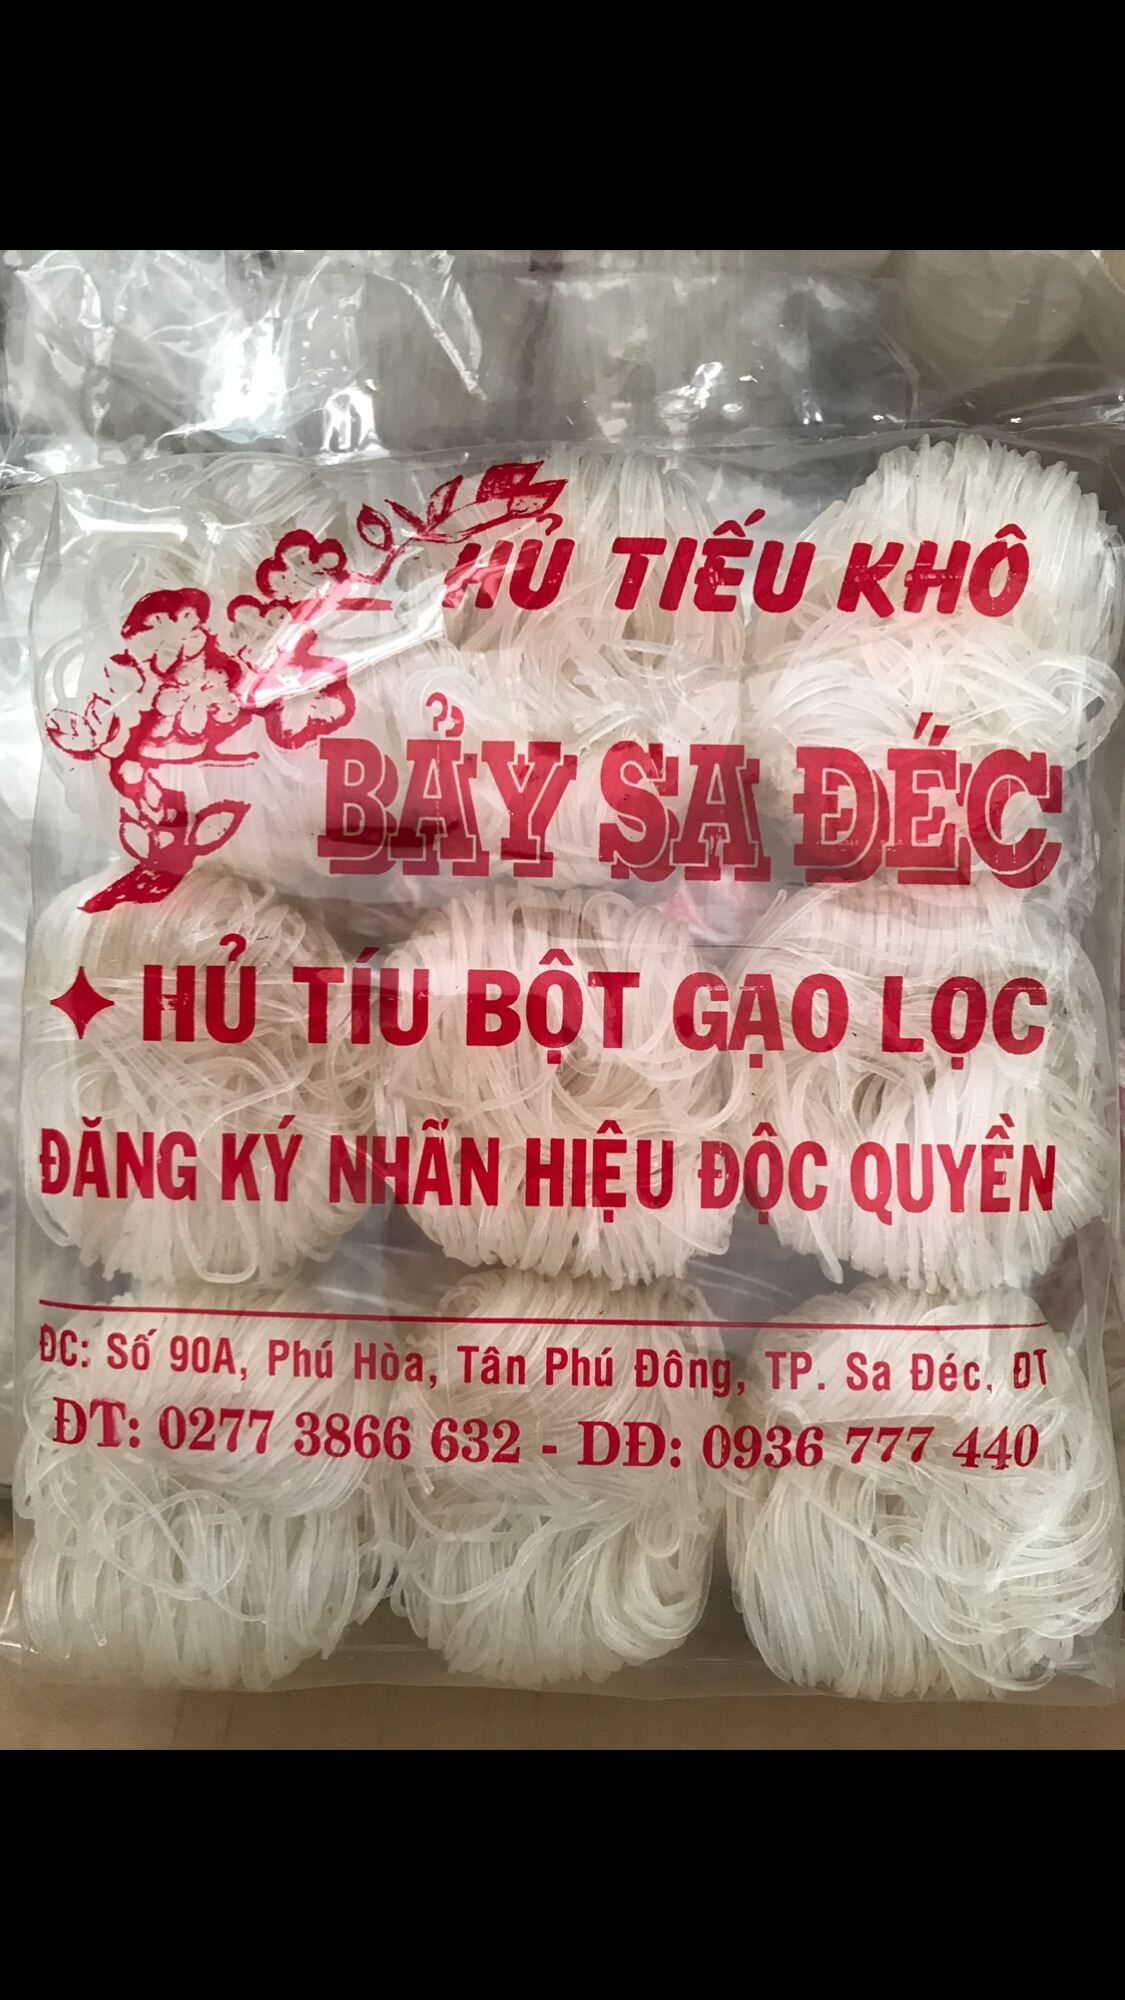 HỦ TIẾU KHÔ
BẢY SA ĐÉC
HỦ TÍU BỘT GẠO LỌC
ĐĂNG KÝ NHÃN HIỆU ĐỘC QUYỀN
ĐC: Số 90A, Phú Hòa, Tân Phú Đông, TP. Sa Đéc, ĐT
ĐT: 0277 3866 632 - DĐ: 0936 777 440